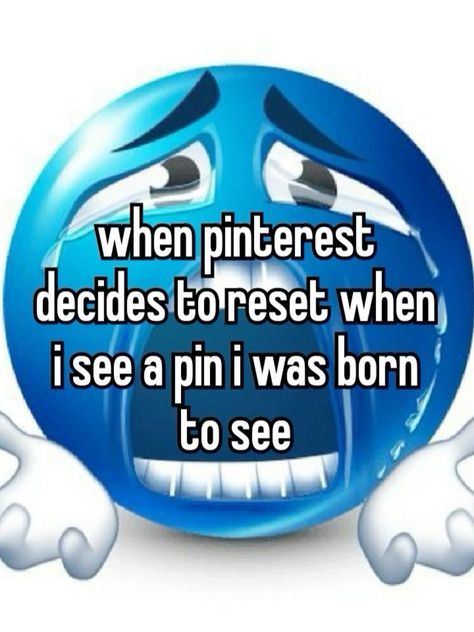 when pinterest
decides to reset when
i see a pin i was born
to see